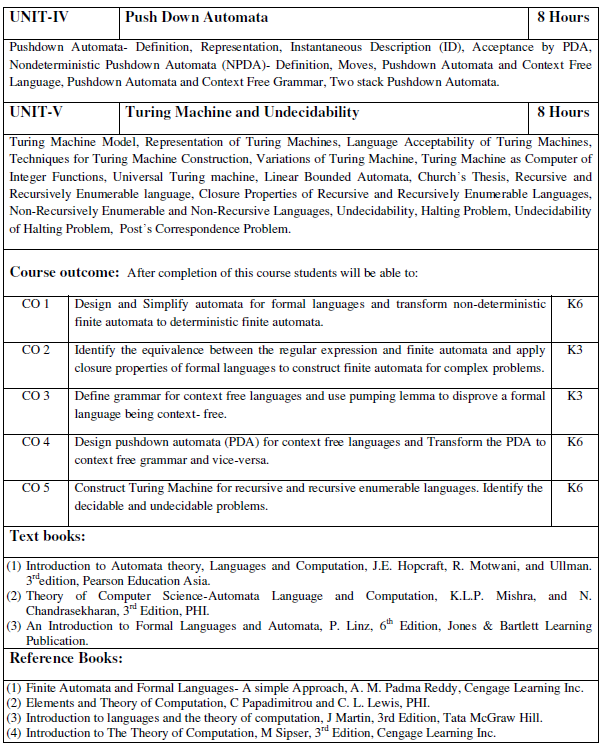 UNIT-IV Push Down Automata 8 Hours
Pushdown Automata- Definition, Representation, Instantaneous Description (ID), Acceptance by PDA,
Nondeterministic Pushdown Automata (NPDA)- Definition, Moves, Pushdown Automata and Context Free
Language, Pushdown Automata and Context Free Grammar, Two stack Pushdown Automata.
UNIT-V Turing Machine and Undecidability 8 Hours
Turing Machine Model, Representation of Turing Machines, Language Acceptability of Turing Machines,
Techniques for Turing Machine Construction, Variations of Turing Machine, Turing Machine as Computer of
Integer Functions, Universal Turing machine, Linear Bounded Automata, Church`s Thesis, Recursive and
Recursively Enumerable language, Closure Properties of Recursive and Recursively Enumerable Languages,
Non-Recursively Enumerable and Non-Recursive Languages, Undecidability, Halting Problem, Undecidability
of Halting Problem, Post`s Correspondence Problem.
Course outcome: After completion of this course students will be able to:
CO 1 Design and Simplify automata for formal languages and transform non-deterministic K6
finite automata to deterministic finite automata.
CO 2 Identify the equivalence between the regular expression and finite automata and apply K3
closure properties of formal languages to construct finite automata for complex problems.
CO 3 Define grammar for context free languages and use pumping lemma to disprove a formal K3
language being context- free.
CO 4 Design pushdown automata (PDA) for context free languages and Transform the PDA to K6
context free grammar and vice-versa.
CO 5 Construct Turing Machine for recursive and recursive enumerable languages. Identify the K6
decidable and undecidable problems.
Text books:
(1) Introduction to Automata theory, Languages and Computation, J.E. Hopcraft, R. Motwani, and Ullman.
3rdedition, Pearson Education Asia.
(2) Theory of Computer Science-Automata Language and Computation, K.L.P. Mishra, and N.
Chandrasekharan, 3rd Edition, PHI.
(3) An Introduction to Formal Languages and Automata, P. Linz, 6th Edition, Jones & Bartlett Learning
Publication.
Reference Books:
(1) Finite Automata and Formal Languages- A simple Approach, A. M. Padma Reddy, Cengage Learning Inc.
(2) Elements and Theory of Computation, C Papadimitrou and C. L. Lewis, PHI.
(3) Introduction to languages and the theory of computation, J Martin, 3rd Edition, Tata McGraw Hill.
(4) Introduction to The Theory of Computation, M Sipser, 3rd Edition, Cengage Learning Inc.